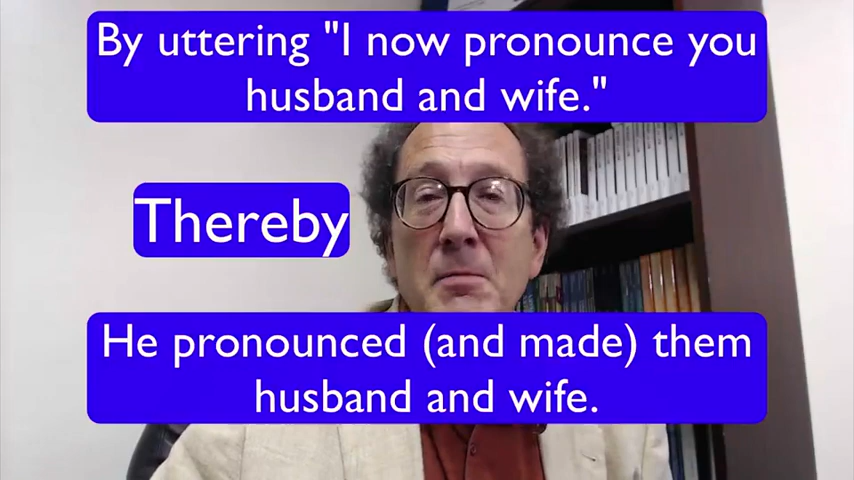 By uttering "I now pronounce you
husband and wife."
Thereby
He pronounced (and made) them
husband and wife.